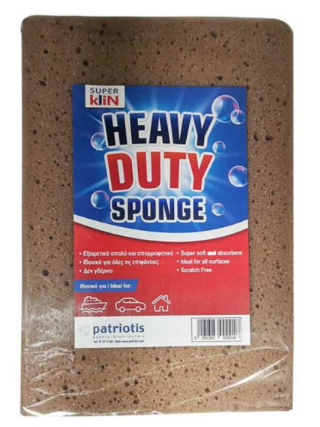 SUPER
kliN
HEAVY
DUTY
SPONGE
• Εξαιρετικά απαλό και απορροφητικό
• Ιδανικό για όλες τις επιφάνειες
• Δεν γδέρνει
• Super soft and absorbent
• Ideal for all surfaces
• Scratch Free
Ιδανικό για / Ideal for:
patriotis